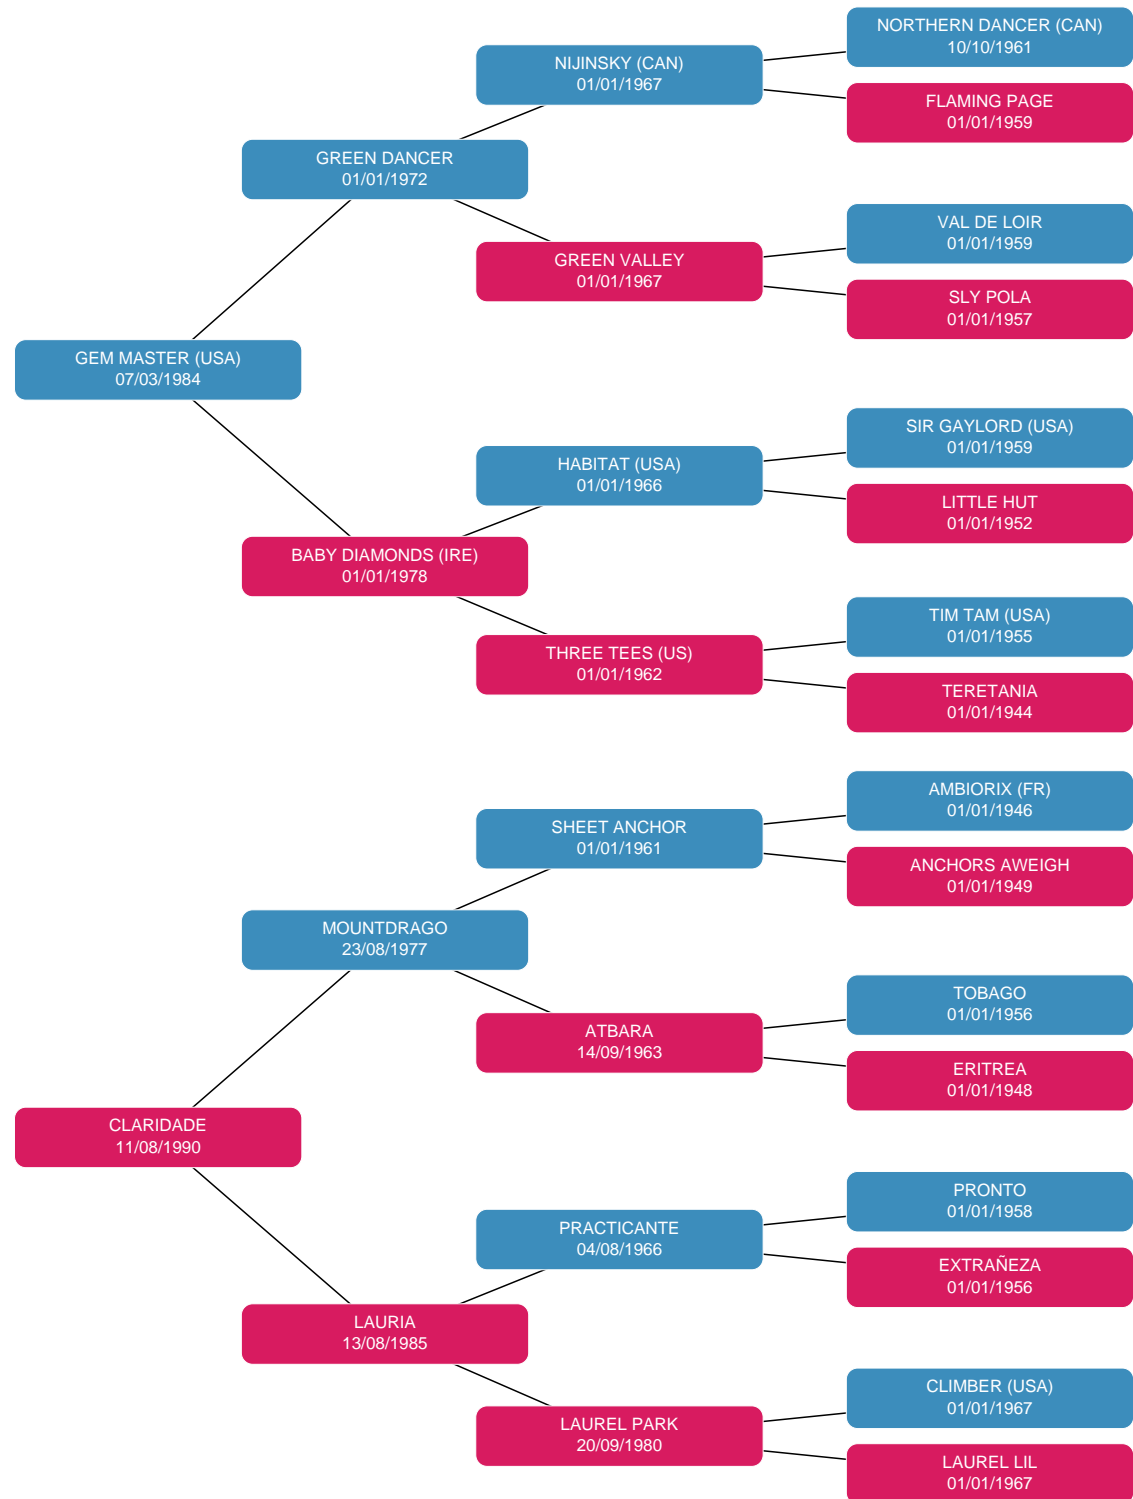 NORTHERN DANCER (CAN)
10/10/1961
NIJINSKY (CAN)
01/01/1967
FLAMING PAGE
01/01/1959
GREEN DANCER
01/01/1972
VAL DE LOIR
01/01/1959
GREEN VALLEY
01/01/1967
SLY POLA
01/01/1957
GEM MASTER (USA)
07/03/1984
SIR GAYLORD (USA)
01/01/1959
HABITAT (USA)
01/01/1966
LITTLE HUT
01/01/1952
BABY DIAMONDS (IRE)
01/01/1978
TIM TAM (USA)
01/01/1955
THREE TEES (US)
01/01/1962
TERETANIA
01/01/1944
AMBIORIX (FR)
01/01/1946
SHEET ANCHOR
01/01/1961
ANCHORS AWEIGH
01/01/1949
MOUNTDRAGO
23/08/1977
TOBAGO
01/01/1956
ATBARA
14/09/1963
ERITREA
01/01/1948
CLARIDADE
11/08/1990
PRONTO
01/01/1958
PRACTICANTE
04/08/1966
EXTRAÑEZA
01/01/1956
LAURIA
13/08/1985
CLIMBER (USA)
01/01/1967
LAUREL PARK
20/09/1980
LAUREL LIL
01/01/1967